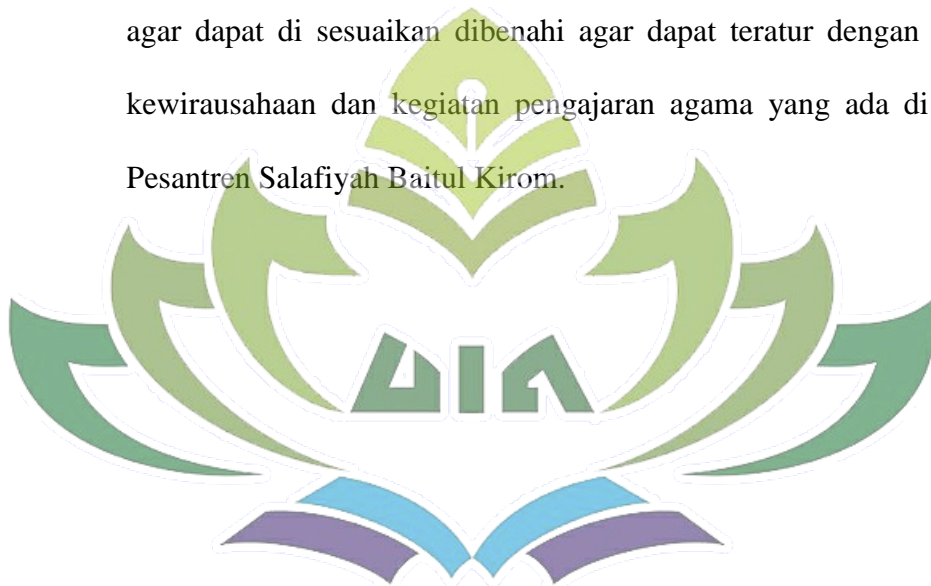 agar dapat di sesuaikan dibenahi agar dapat teratur dengan
kewirausahaan dan kegiatan pengajaran agama yang ada di
Pesantren Salafiyah Baitul Kirom.
UIN